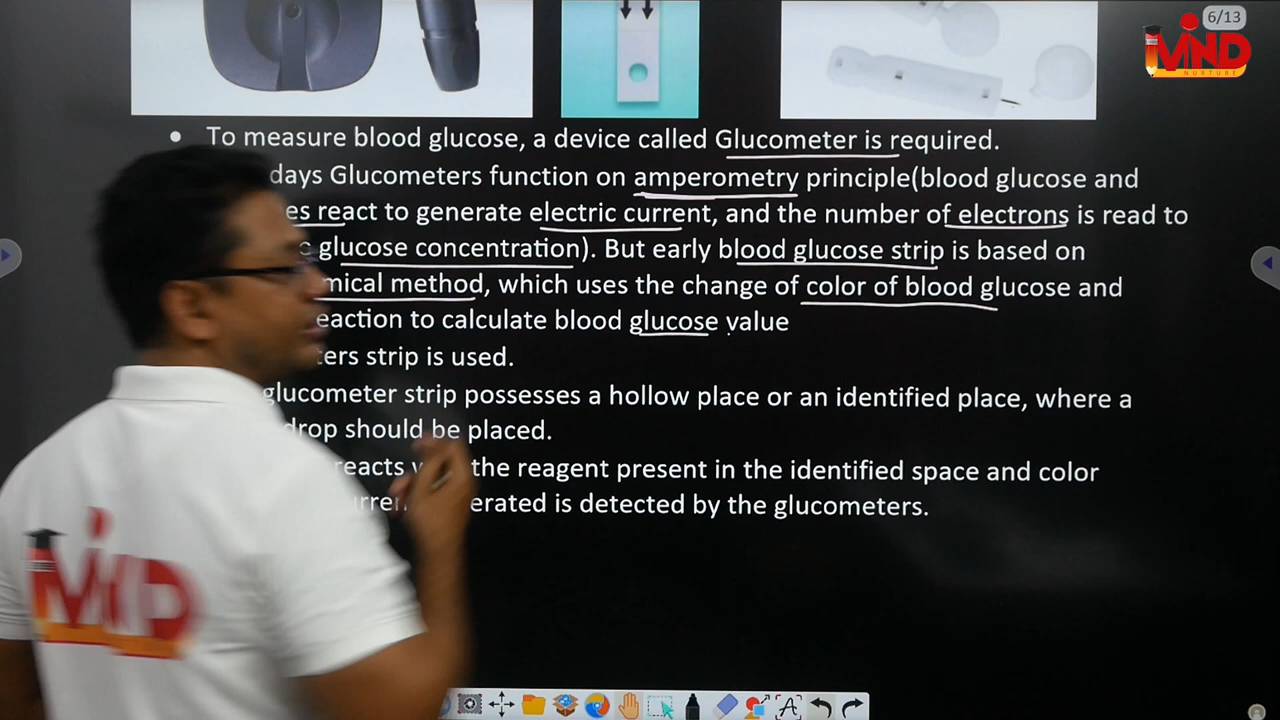 6/13
MIND
NURTURE
• To measure blood glucose, a device called Glucometer is required.
days Glucometers function on amperometry principle(blood glucose and
es react to generate electric current, and the number of electrons is read to
glucose concentration). But early blood glucose strip is based on
mical method, which uses the change of color of blood glucose and
eaction to calculate blood glucose value
ters strip is used.
glucometer strip possesses a hollow place or an identified place, where a
drop should be placed.
reacts the reagent present in the identified space and color
erated is detected by the glucometers.
MIND
A